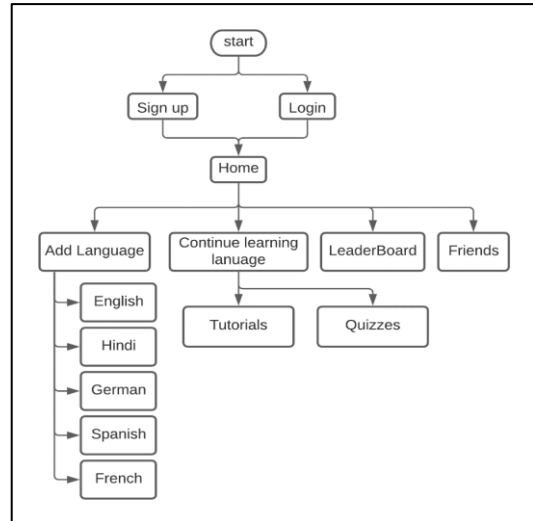 start
Sign up
Login
Home
Add Language
Continue learning
lanuage
LeaderBoard
Friends
English
Hindi
German
Spanish
French
Tutorials
Quizzes